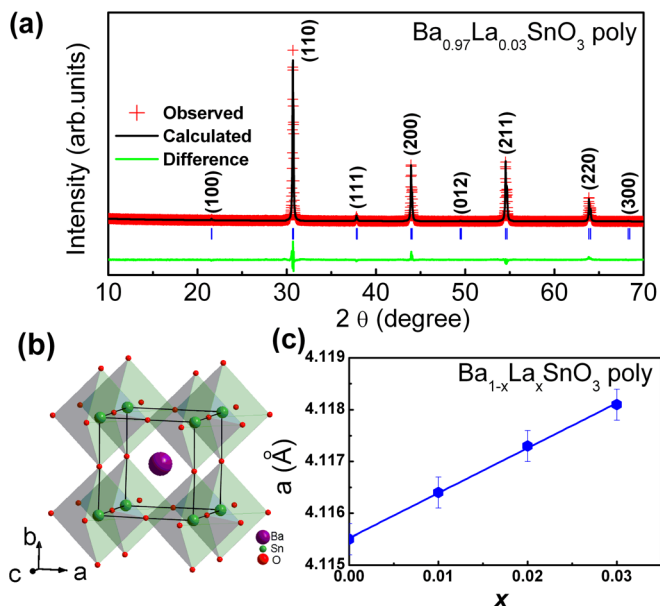 (a)
Ba0.97La0.03SnO3 poly
Intensity (arb.units)
Observed
Calculated
Difference
(100)
(110)
(111)
(200)
(012)
(211)
(220)
(300)
10 20 30 40 50 60 70
2 θ (degree)
(b)
b
c
a
Ba
Sn
O
(c)
Ba1-xLaxSnO3 poly
a (Å)
4.119
4.118
4.117
4.116
4.115
0.00 0.01 0.02 0.03
x